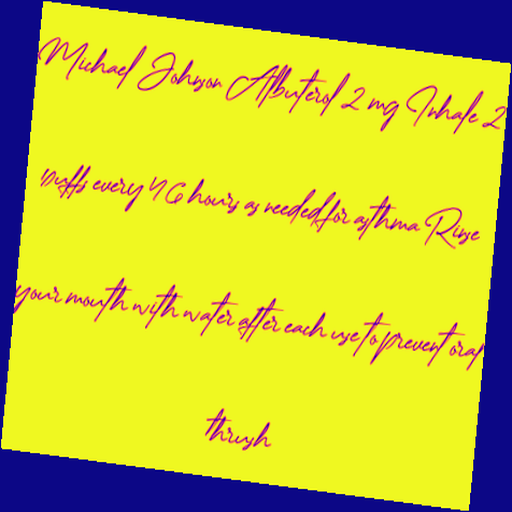 Michael Johnson Albuterol 2 mg Inhale 2
puffs every 4 6 hours as needed for asthma Rinse
your mouth with water after each use to prevent oral
thrush